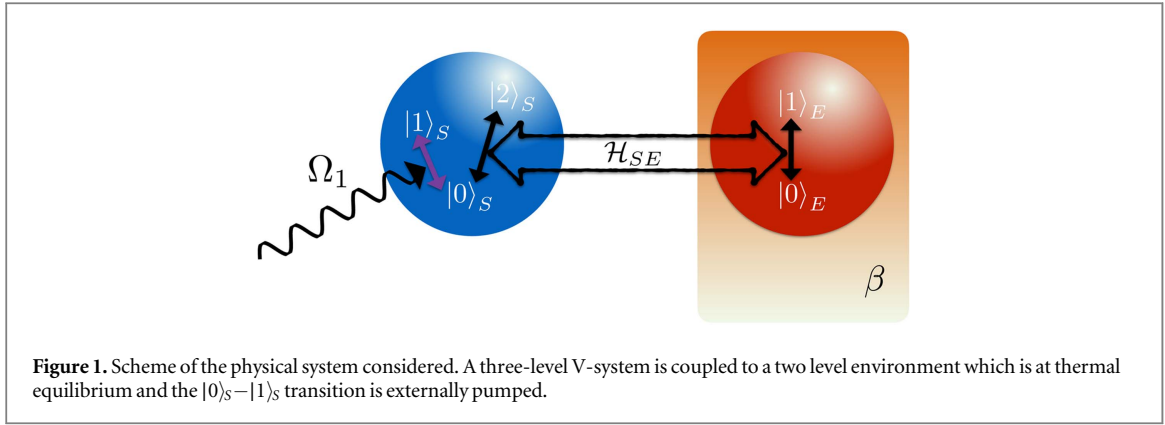 |2⟩_S
|1⟩_S
|1⟩_E
Ω_1
ℋ_SE
|0⟩_S
|0⟩_E
β
Figure 1. Scheme of the physical system considered. A three-level V-system is coupled to a two level environment which is at thermal
equilibrium and the |0⟩_S−|1⟩_S transition is externally pumped.